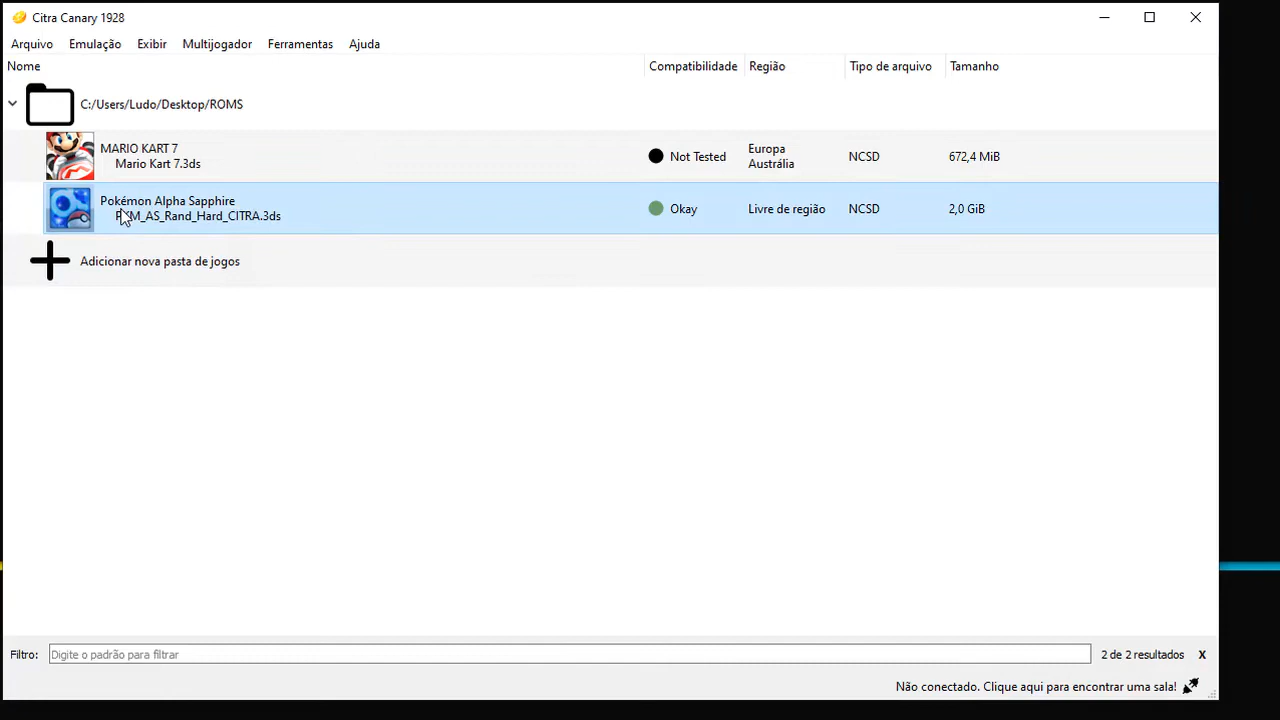 Citra Canary 1928
Arquivo Emulação Exibir Multijogador Ferramentas Ajuda
Nome Compatibilidade Região Tipo de arquivo Tamanho
C:/Users/Ludo/Desktop/ROMS
MARIO KART 7
Mario Kart 7.3ds
Not Tested
Europa
Austrália
NCSD
672,4 MiB
Pokémon Alpha Sapphire
PKM_AS_Rand_Hard_CITRA.3ds
Okay
Livre de região
NCSD
2,0 GiB
Adicionar nova pasta de jogos
Filtro: Digite o padrão para filtrar 2 de 2 resultados X
Não conectado. Clique aqui para encontrar uma sala!